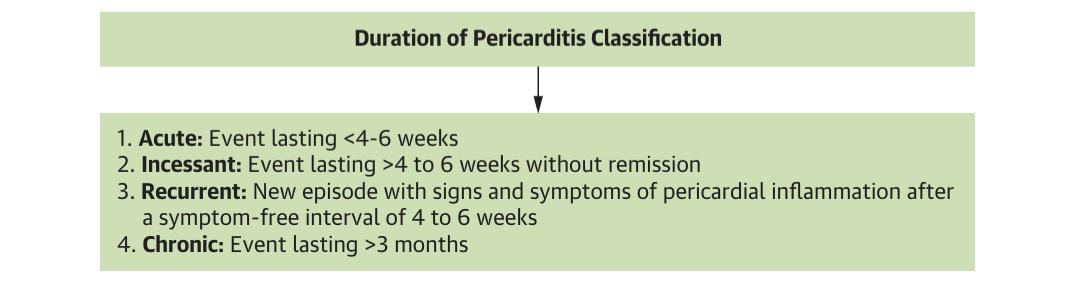 Duration of Pericarditis Classification
1. Acute: Event lasting <4-6 weeks
2. Incessant: Event lasting >4 to 6 weeks without remission
3. Recurrent: New episode with signs and symptoms of pericardial inflammation after
a symptom-free interval of 4 to 6 weeks
4. Chronic: Event lasting >3 months